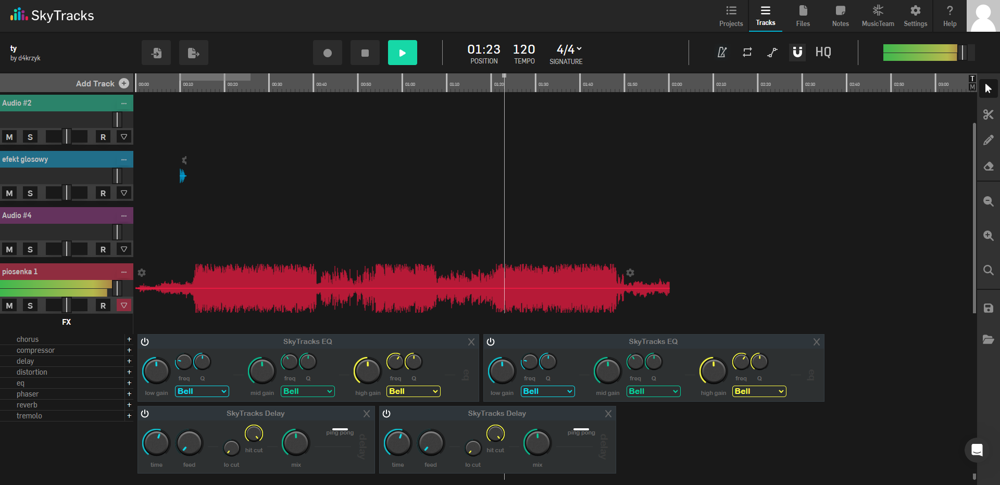 SkyTracks
Projects
Tracks
Files
Notes
MusicTeam
Settings
?
Help
ty
by d4krzyk
01:23
POSITION
120
TEMPO
4/4
SIGNATURE
HQ
Add Track +
00:00 00:10 00:20 00:30 00:40 00:50 01:00 01:10 01:20 01:30 01:40 01:50 02:00 02:10 02:20 02:30 02:40 02:50 03:00
T
M
Audio #2 ...
M S R
efekt glosowy ...
M S R
Audio #4 ...
M S R
piosenka 1 ...
M S R
FX
chorus +
compressor +
delay +
distortion +
eq +
phaser +
reverb +
tremolo +
SkyTracks EQ X
freq Q freq Q freq Q
low gain Bell mid gain Bell high gain Bell
eq
SkyTracks EQ X
freq Q freq Q freq Q
low gain Bell mid gain Bell high gain Bell
eq
SkyTracks Delay X
ping pong
hit cut
time feed lo cut mix
delay
SkyTracks Delay X
ping pong
hit cut
time feed lo cut mix
delay